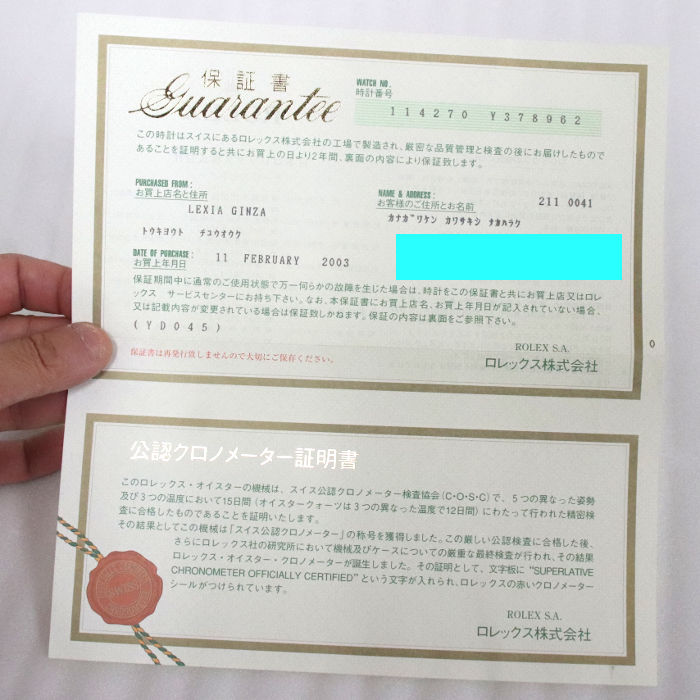 保証書
Guarantee
WATCH NO.
時計番号
114270 Y378962
この時計はスイスにあるロレックス株式会社の工場で製造され、厳密な品質管理と検査の後にお届けしたもので
あることを証明すると共にお買上の日より2年間、裏面の内容により保証致します。
PURCHASED FROM :
お買上店名と住所
LEXIA GINZA
トウキョウト チュウオウク
NAME & ADDRESS :
お客様のご住所とお名前
211 0041
カナガワケン カワサキシ ナカハラク
DATE OF PURCHASE :
お買上年月日
11 FEBRUARY 2003
保証期間中に通常のご使用状態で万一何らかの故障を生じた場合は、時計をこの保証書と共にお買上店又はロレ
ックス サービスセンターにお持ち下さい。なお、本保証書にお買上店名、お買上年月日が記入されていない場合、
又は記載内容が変更されている場合は保証致しかねます。保証の内容は裏面をご参照下さい。
(YD045)
保証書は再発行致しませんので大切にご保存ください。
ROLEX S.A.
ロレックス株式会社
公認クロノメーター証明書
このロレックス・オイスターの機械は、スイス公認クロノメーター検査協会(C・O・S・C)で、5つの異なった姿勢
及び3つの温度において15日間(オイスタークォーツは3つの異なった温度で12日間)にわたって行われた精密検
査に合格したものであることを証明いたします。
その結果としてこの機械は「スイス公認クロノメーター」の称号を獲得しました。この厳しい公認検査に合格した後、
さらにロレックス社の研究所において機械及びケースについての厳重な最終検査が行われ、その結果
ロレックス・オイスター・クロノメーターが誕生しました。その証明として、文字板に"SUPERLATIVE
CHRONOMETER OFFICIALLY CERTIFIED"という文字が入れられ、ロレックスの赤いクロノメーター
シールがつけられています。
ROLEX S.A.
ロレックス株式会社